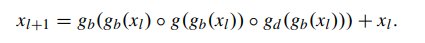 x_{l+1} = g_b(g_b(x_l) ∘ g(g_b(x_l)) ∘ g_d(g_b(x_l))) + x_l.